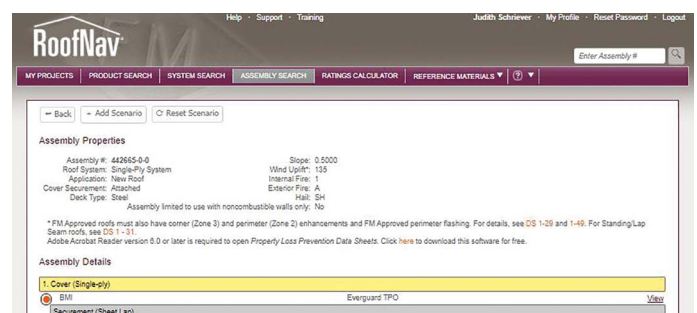 Help · Support · Training
Judith Schriever · My Profile · Reset Password · Logout
RoofNav
Enter Assembly #
MY PROJECTS PRODUCT SEARCH SYSTEM SEARCH ASSEMBLY SEARCH RATINGS CALCULATOR REFERENCE MATERIALS ▼ ? ▼
Back + Add Scenario Reset Scenario
Assembly Properties
Assembly #: 442665-0-0 Slope: 0.5000
Roof System: Single-Ply System Wind Uplift*: 135
Application: New Roof Internal Fire: 1
Cover Securement: Attached Exterior Fire: A
Deck Type: Steel Hail: SH
Assembly limited to use with noncombustible walls only: No
* FM Approved roofs must also have corner (Zone 3) and perimeter (Zone 2) enhancements and FM Approved perimeter flashing. For details, see DS 1-29 and 1-49. For Standing/Lap
Seam roofs, see DS 1 - 31.
Adobe Acrobat Reader version 6.0 or later is required to open Property Loss Prevention Data Sheets. Click here to download this software for free.
Assembly Details
1. Cover (Single-ply)
BMI Everguard TPO View
Securement (Sheet Lap)